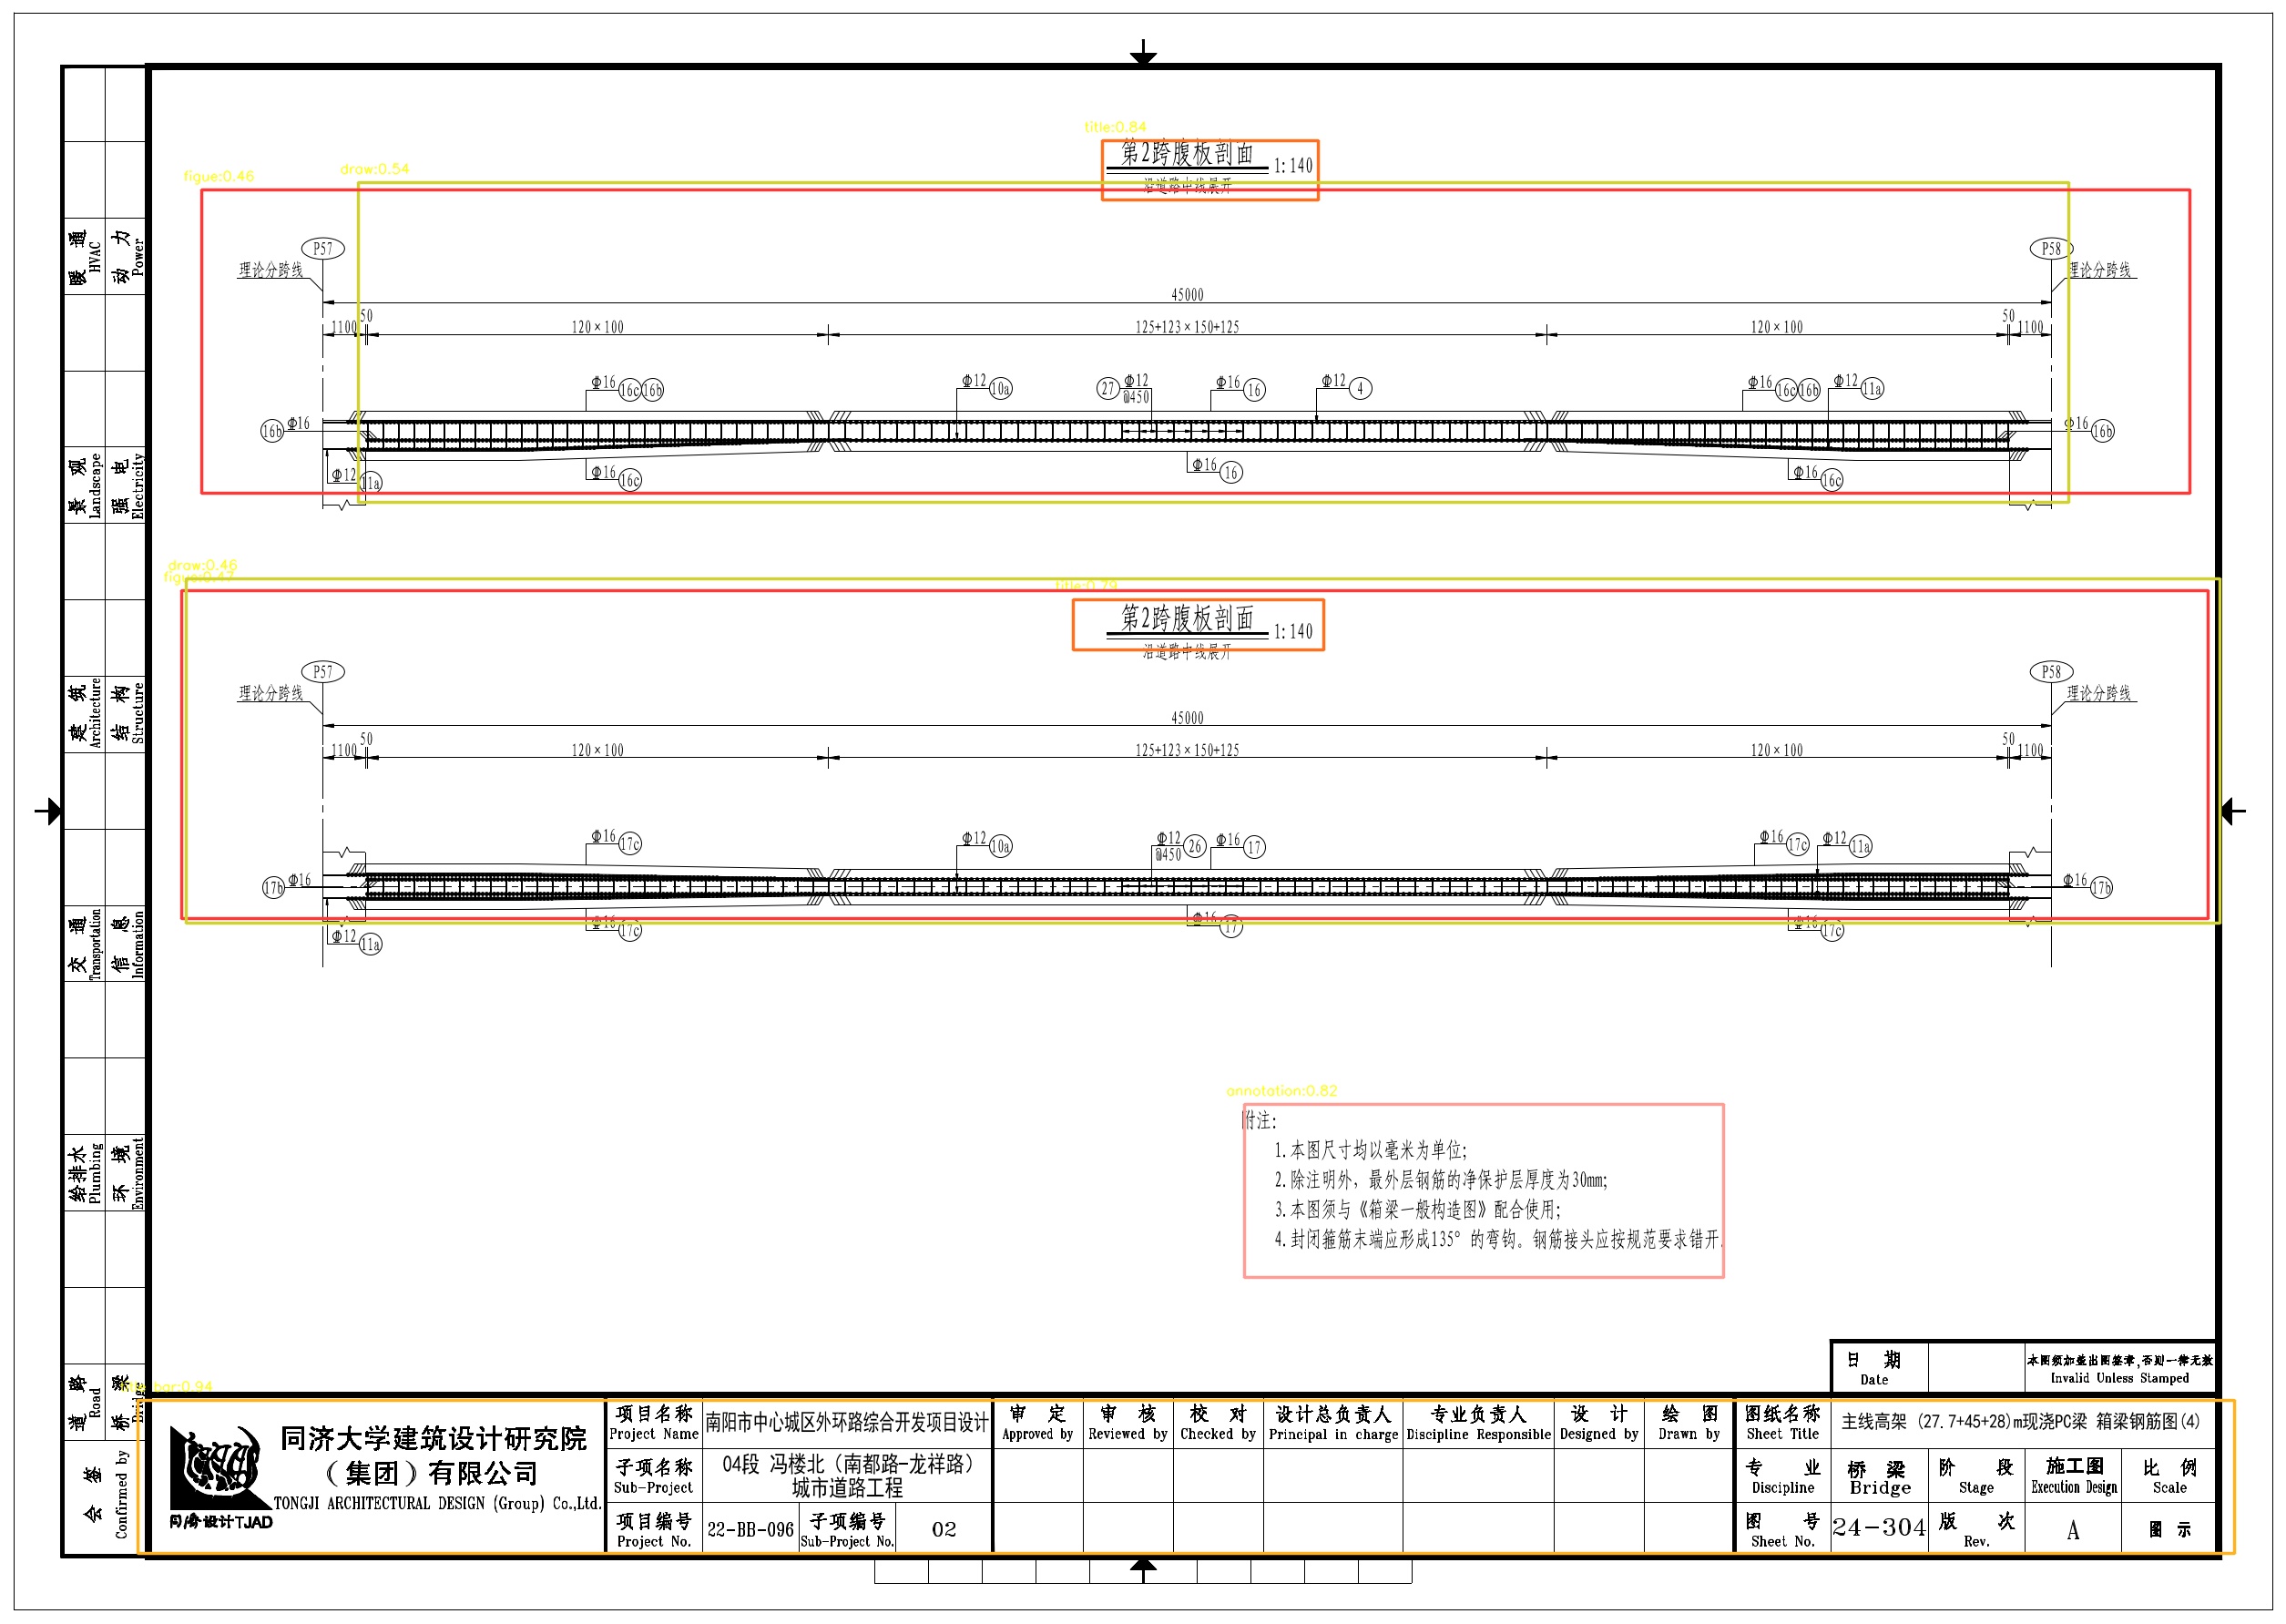 title:0.84
第2跨腹板剖面 1:140
沿道路中线展开
figue:0.46
draw:0.54
P57
P58
理论分跨线
理论分跨线
45000
1100 50 120×100 125+123×150+125 120×100 50 1100
Φ16 16c 16b
Φ12 10a
27 Φ12 @450
Φ16 16
Φ12 4
Φ16 16c 16b
Φ12 11a
16b Φ16
Φ16 16b
Φ12 11a
Φ16 16c
Φ16 16
Φ16 16c
draw:0.46
figue:0.47
title:0.79
第2跨腹板剖面 1:140
沿道路中线展开
P57
P58
理论分跨线
理论分跨线
45000
1100 50 120×100 125+123×150+125 120×100 50 1100
Φ16 17c
Φ12 10a
Φ12 @450 26
Φ16 17
Φ16 17c
Φ12 11a
17b Φ16
Φ16 17b
Φ12 11a
Φ16 17c
Φ16 17
Φ16 17c
annotation:0.82
附注:
1.本图尺寸均以毫米为单位;
2.除注明外，最外层钢筋的净保护层厚度为30mm;
3.本图须与《箱梁一般构造图》配合使用;
4.封闭箍筋末端应形成135°的弯钩。钢筋接头应按规范要求错开.
暖 通 HVAC
动 力 Power
景 观 Landscape
强 电 Electricity
建 筑 Architecture
结 构 Structure
交 通 Transportation
信 息 Information
给排水 Plumbing
环 境 Environment
道 路 Road
桥 梁 Bridge
会 签 Confirmed by
bar:0.94
日 期 Date
本图须加盖出图签章,否则一律无效
Invalid Unless Stamped
同济设计TJAD
同济大学建筑设计研究院
（集团）有限公司
TONGJI ARCHITECTURAL DESIGN (Group) Co.,Ltd.
项目名称 Project Name
南阳市中心城区外环路综合开发项目设计
子项名称 Sub-Project
04段 冯楼北（南都路-龙祥路）
城市道路工程
项目编号 Project No.
22-BB-096
子项编号 Sub-Project No.
02
审 定 Approved by
审 核 Reviewed by
校 对 Checked by
设计总负责人 Principal in charge
专业负责人 Discipline Responsible
设 计 Designed by
绘 图 Drawn by
图纸名称 Sheet Title
主线高架 (27.7+45+28)m现浇PC梁 箱梁钢筋图(4)
专 业 Discipline
桥 梁 Bridge
阶 段 Stage
施工图 Execution Design
比 例 Scale
图 号 Sheet No.
24-304
版 次 Rev.
A
图 示